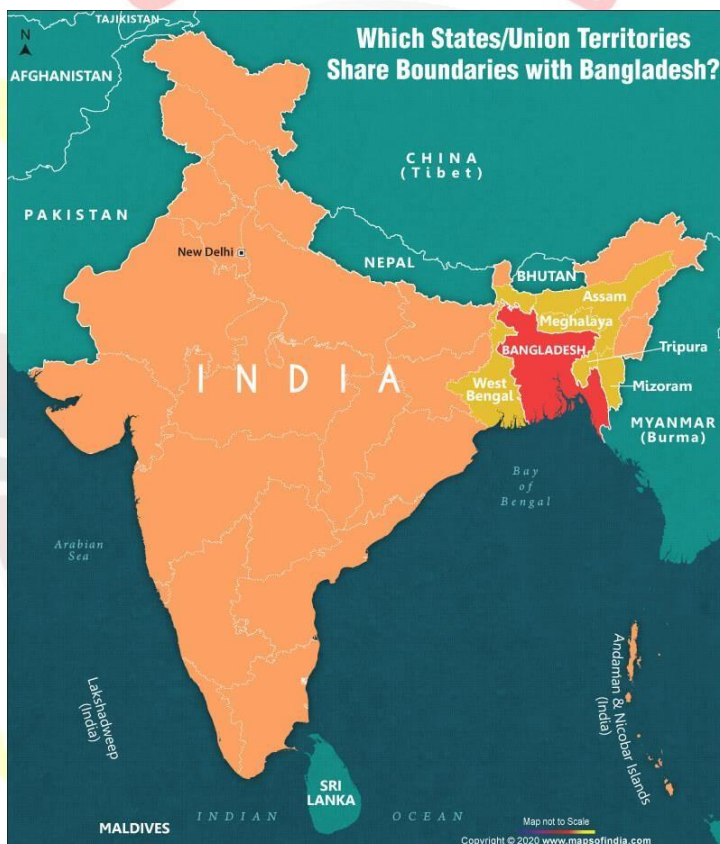 Which States/Union Territories
Share Boundaries with Bangladesh?
N
TAJIKISTAN
AFGHANISTAN
CHINA
(Tibet)
PAKISTAN
New Delhi
NEPAL
BHUTAN
Assam
Meghalaya
BANGLADESH
Tripura
INDIA
West
Bengal
Mizoram
MYANMAR
(Burma)
Bay
of
Bengal
Arabian
Sea
Lakshadweep
(India)
Andaman & Nicobar Islands
(India)
SRI
LANKA
INDIAN OCEAN
MALDIVES
Map not to Scale
Copyright © 2020 www.mapsofindia.com